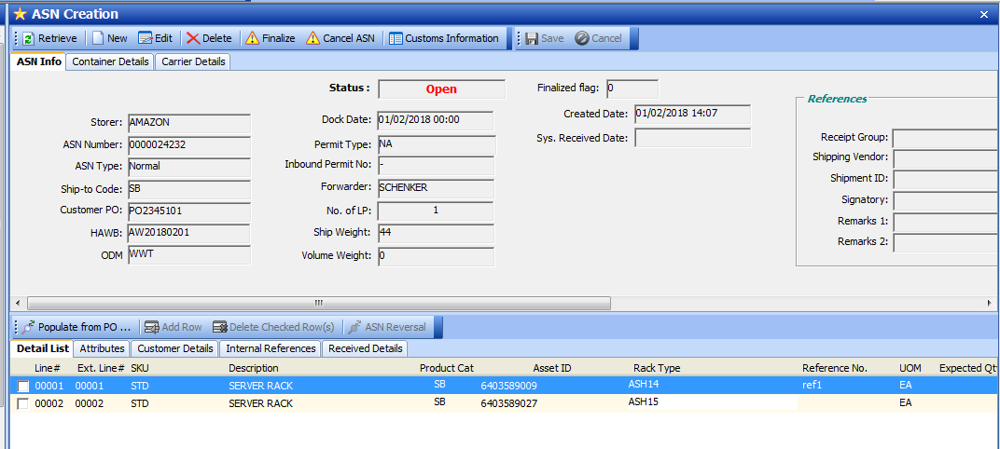 ASN Creation
Retrieve New Edit Delete Finalize Cancel ASN Customs Information Save Cancel
ASN Info Container Details Carrier Details
Status : Open Finalized flag: 0
References
Storer: AMAZON Dock Date: 01/02/2018 00:00 Created Date: 01/02/2018 14:07
ASN Number: 0000024232 Permit Type: NA Sys. Received Date: Receipt Group:
ASN Type: Normal Inbound Permit No: - Shipping Vendor:
Ship-to Code: SB Forwarder: SCHENKER Shipment ID:
Customer PO: PO2345101 No. of LP: 1 Signatory:
HAWB: AW20180201 Ship Weight: 44 Remarks 1:
ODM WWT Volume Weight: 0 Remarks 2:
Populate from PO ... Add Row Delete Checked Row(s) ASN Reversal
Detail List Attributes Customer Details Internal References Received Details
Line# Ext. Line# SKU Description Product Cat Asset ID Rack Type Reference No. UOM Expected Qt
00001 00001 STD SERVER RACK SB 6403589009 ASH14 ref1 EA
00002 00002 STD SERVER RACK SB 6403589027 ASH15 EA